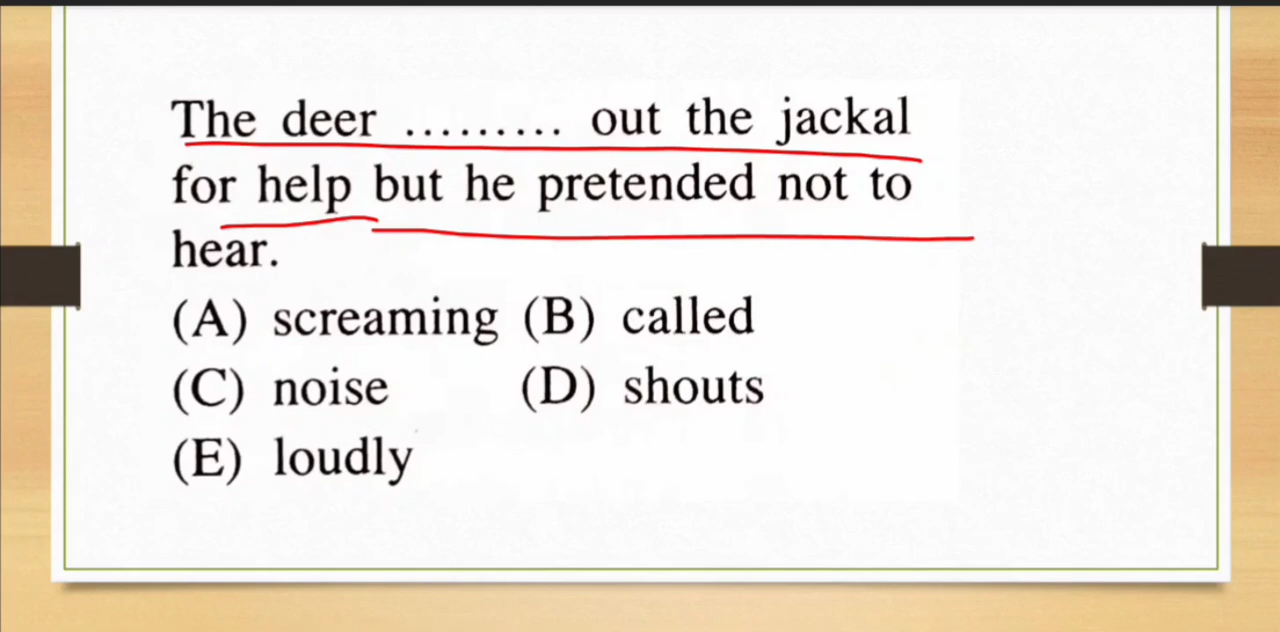 The deer ......... out the jackal
for help but he pretended not to
hear.
(A) screaming (B) called
(C) noise (D) shouts
(E) loudly